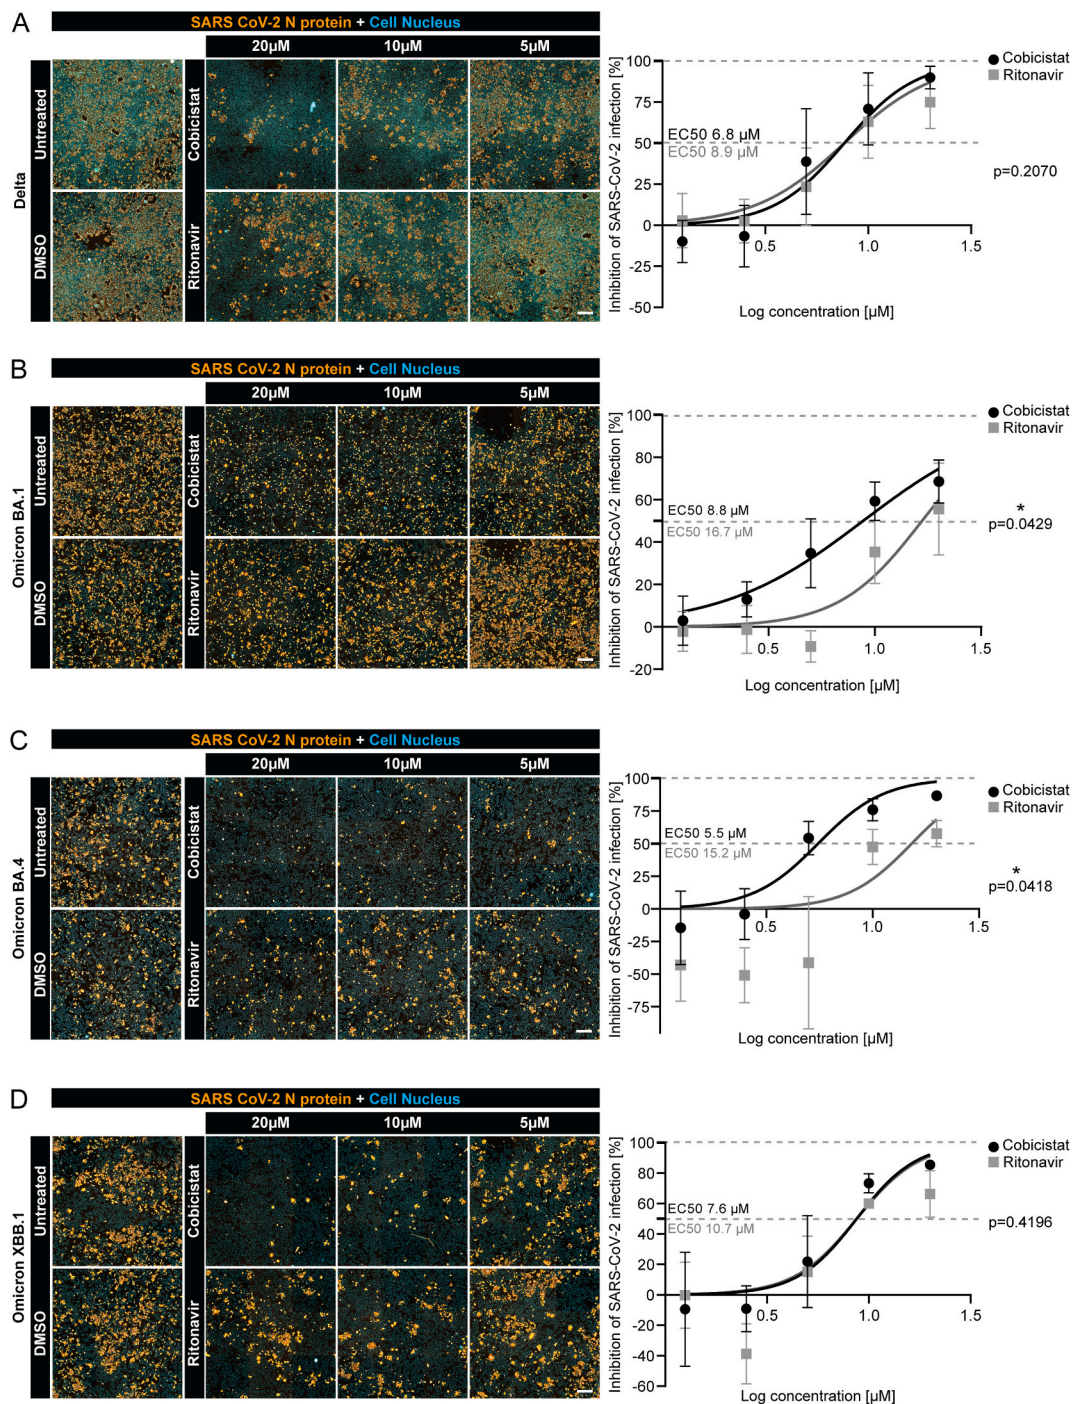 A
SARS CoV-2 N protein + Cell Nucleus
20µM 10µM 5µM
Delta
Untreated
DMSO
Cobicistat
Ritonavir
Inhibition of SARS-CoV-2 infection [%]
100
75
50
25
0
-25
-50
EC50 6.8 µM
EC50 8.9 µM
0.5 1.0 1.5
Log concentration [µM]
Cobicistat
Ritonavir
p=0.2070
B
SARS CoV-2 N protein + Cell Nucleus
20µM 10µM 5µM
Omicron BA.1
Untreated
DMSO
Cobicistat
Ritonavir
Inhibition of SARS-CoV-2 infection [%]
100
80
60
40
20
0
-20
EC50 8.8 µM
EC50 16.7 µM
0.5 1.0 1.5
Log concentration [µM]
Cobicistat
Ritonavir
*
p=0.0429
C
SARS CoV-2 N protein + Cell Nucleus
20µM 10µM 5µM
Omicron BA.4
Untreated
DMSO
Cobicistat
Ritonavir
Inhibition of SARS-CoV-2 infection [%]
100
75
50
25
0
-25
-50
-75
EC50 5.5 µM
EC50 15.2 µM
0.5 1.0 1.5
Log concentration [µM]
Cobicistat
Ritonavir
*
p=0.0418
D
SARS CoV-2 N protein + Cell Nucleus
20µM 10µM 5µM
Omicron XBB.1
Untreated
DMSO
Cobicistat
Ritonavir
Inhibition of SARS-CoV-2 infection [%]
100
80
60
40
20
0
-20
-40
-60
EC50 7.6 µM
EC50 10.7 µM
0.5 1.0 1.5
Log concentration [µM]
Cobicistat
Ritonavir
p=0.4196